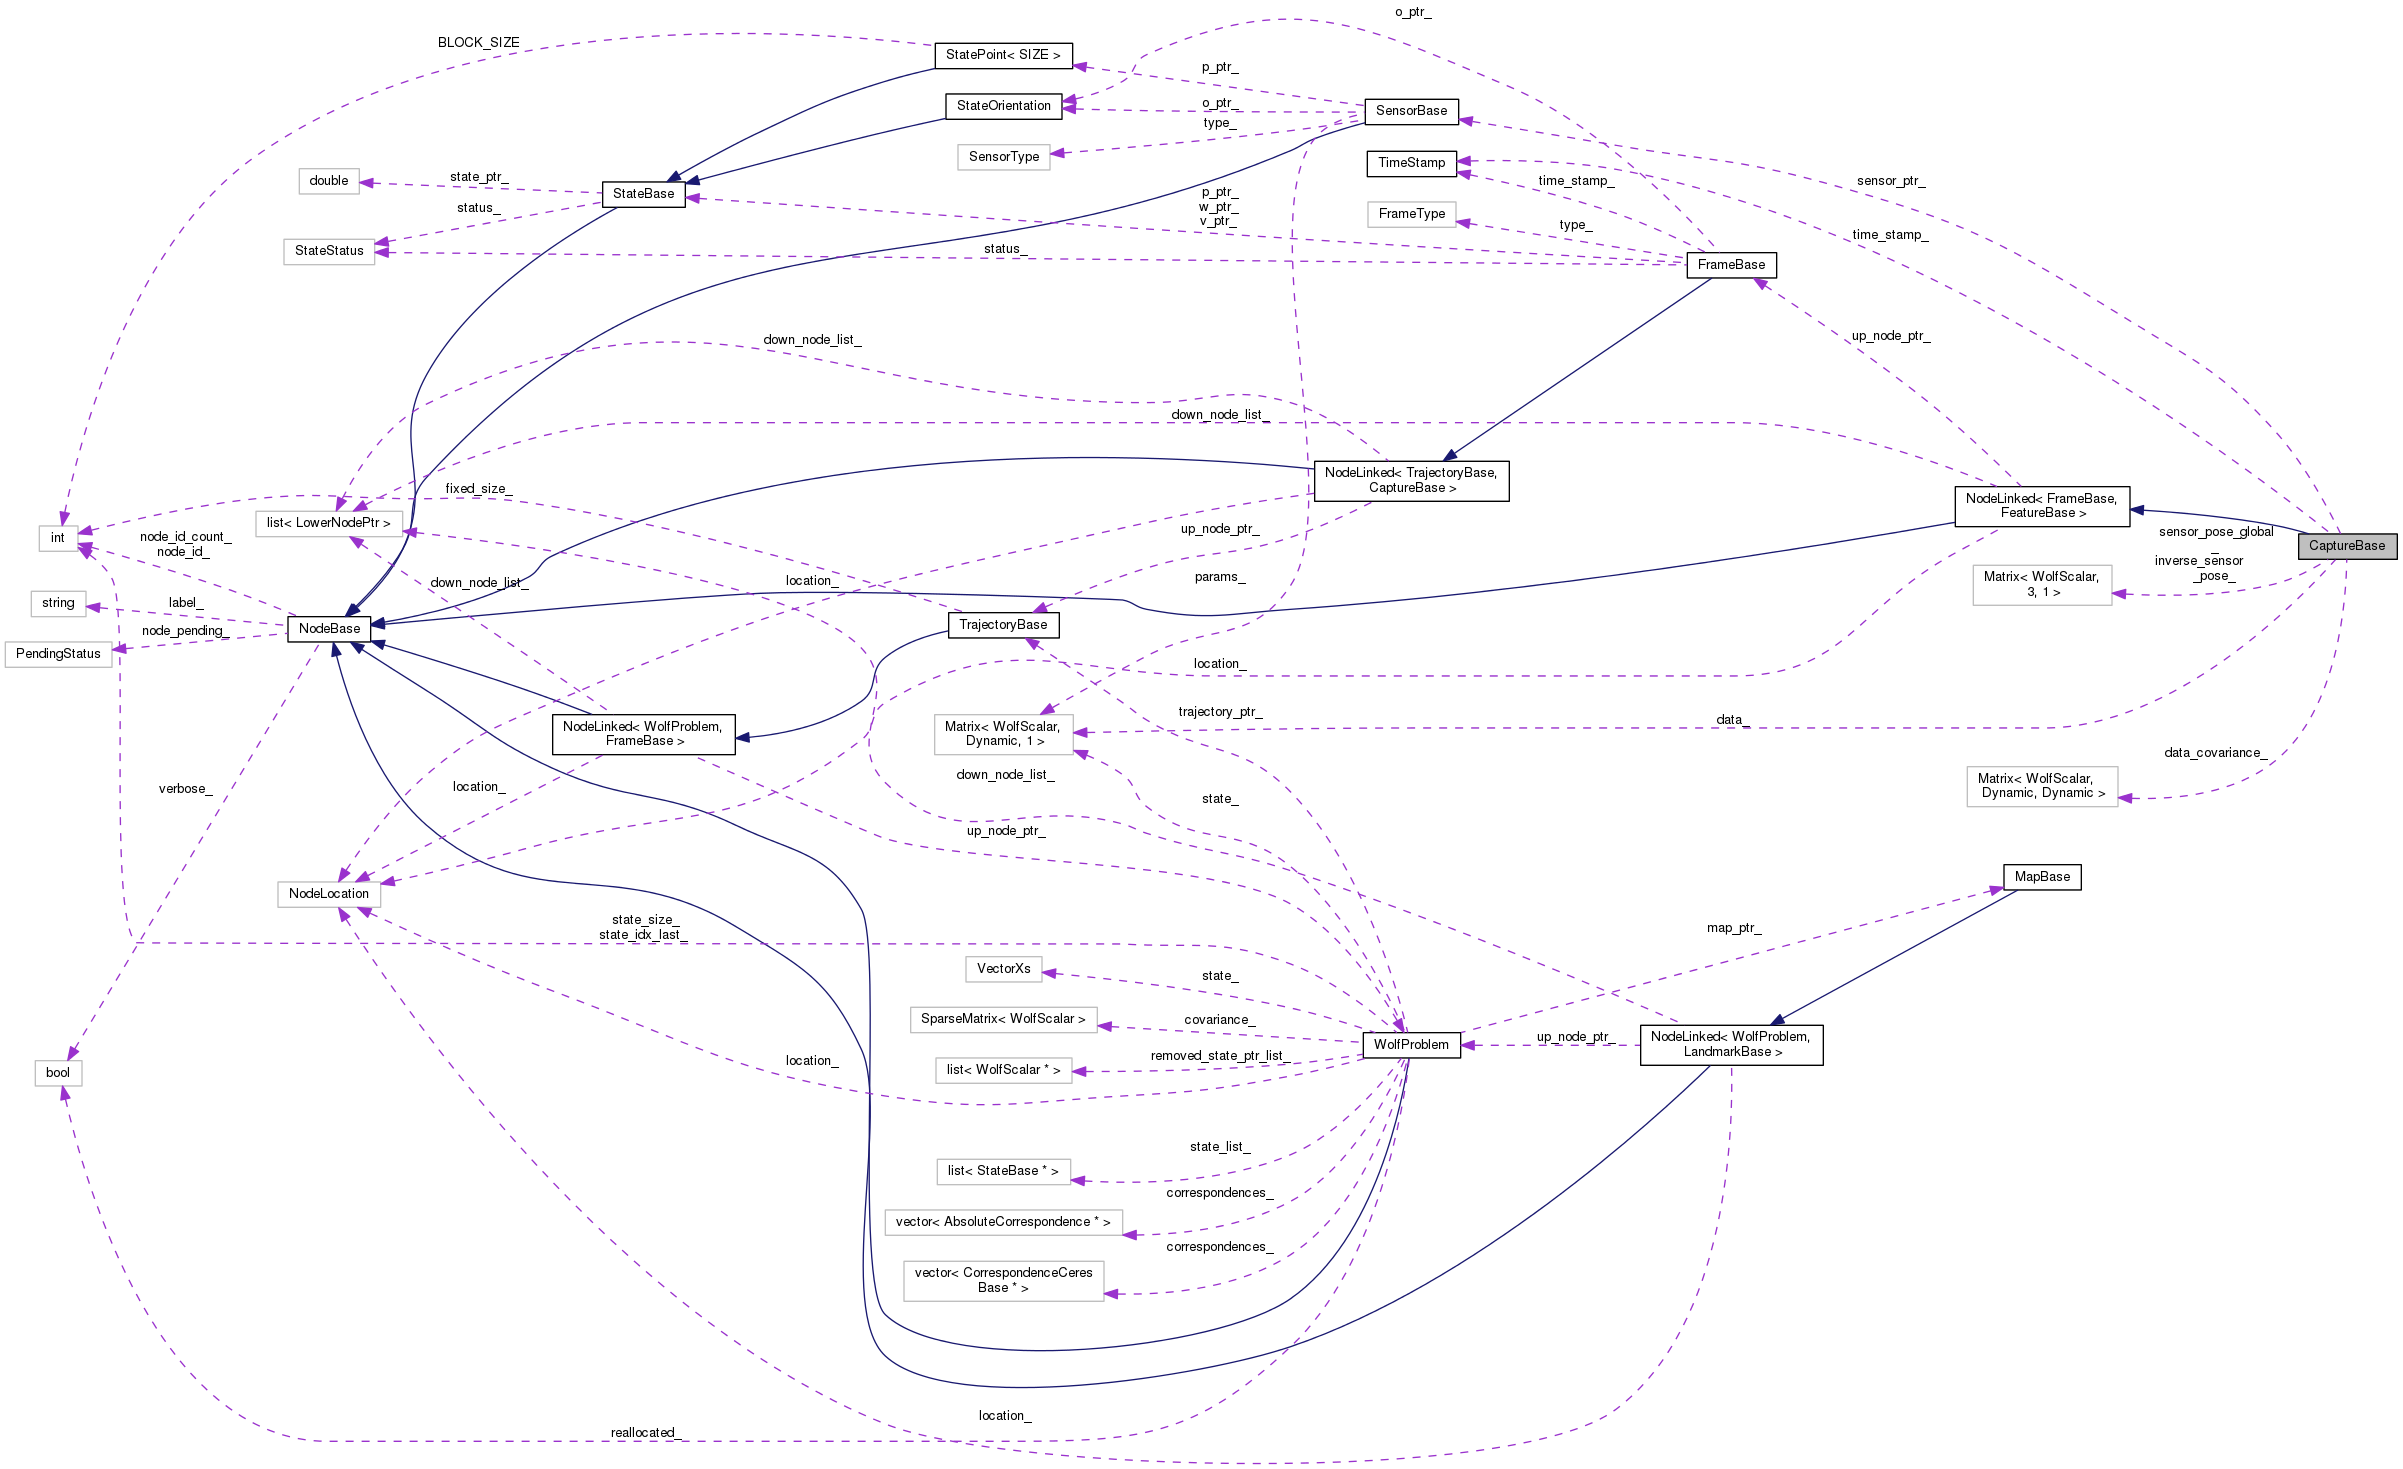 o_ptr_
BLOCK_SIZE
StatePoint< SIZE >
p_ptr_
StateOrientation
o_ptr_
SensorBase
type_
SensorType
TimeStamp
double
state_ptr_
StateBase
time_stamp_
sensor_ptr_
p_ptr_
w_ptr_
v_ptr_
status_
FrameType
type_
time_stamp_
StateStatus
status_
FrameBase
down_node_list_
up_node_ptr_
down_node_list_
NodeLinked< TrajectoryBase,
CaptureBase >
fixed_size_
NodeLinked< FrameBase,
FeatureBase >
list< LowerNodePtr >
int
node_id_count_
node_id_
up_node_ptr_
sensor_pose_global
_
inverse_sensor
_pose_
CaptureBase
down_node_list_
location_
params_
Matrix< WolfScalar,
3, 1 >
string
label_
NodeBase
TrajectoryBase
node_pending_
PendingStatus
location_
NodeLinked< WolfProblem,
FrameBase >
trajectory_ptr_
Matrix< WolfScalar,
Dynamic, 1 >
data_
data_covariance_
down_node_list_
Matrix< WolfScalar,
Dynamic, Dynamic >
verbose_
location_
state_
up_node_ptr_
MapBase
NodeLocation
state_size_
state_idx_last_
map_ptr_
VectorXs
state_
SparseMatrix< WolfScalar >
covariance_
WolfProblem
up_node_ptr_
NodeLinked< WolfProblem,
LandmarkBase >
location_
list< WolfScalar * >
removed_state_ptr_list_
bool
list< StateBase * >
state_list_
correspondences_
vector< AbsoluteCorrespondence * >
correspondences_
vector< CorrespondenceCeres
Base * >
location_
reallocated_